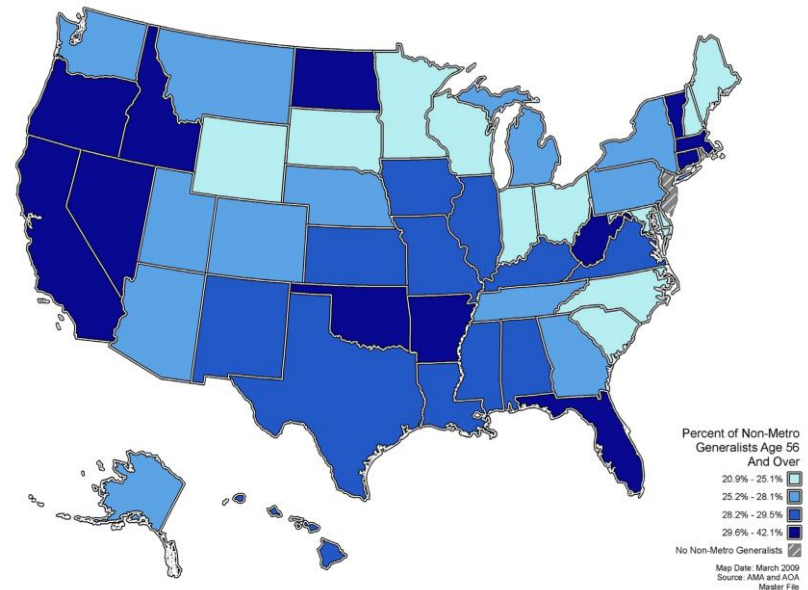 Percent of Non-Metro
Generalists Age 56
And Over
20.9% - 25.1%
25.2% - 28.1%
28.2% - 29.5%
29.6% - 42.1%
No Non-Metro Generalists
Map Date: March 2009
Source: AMA and AOA
Master File